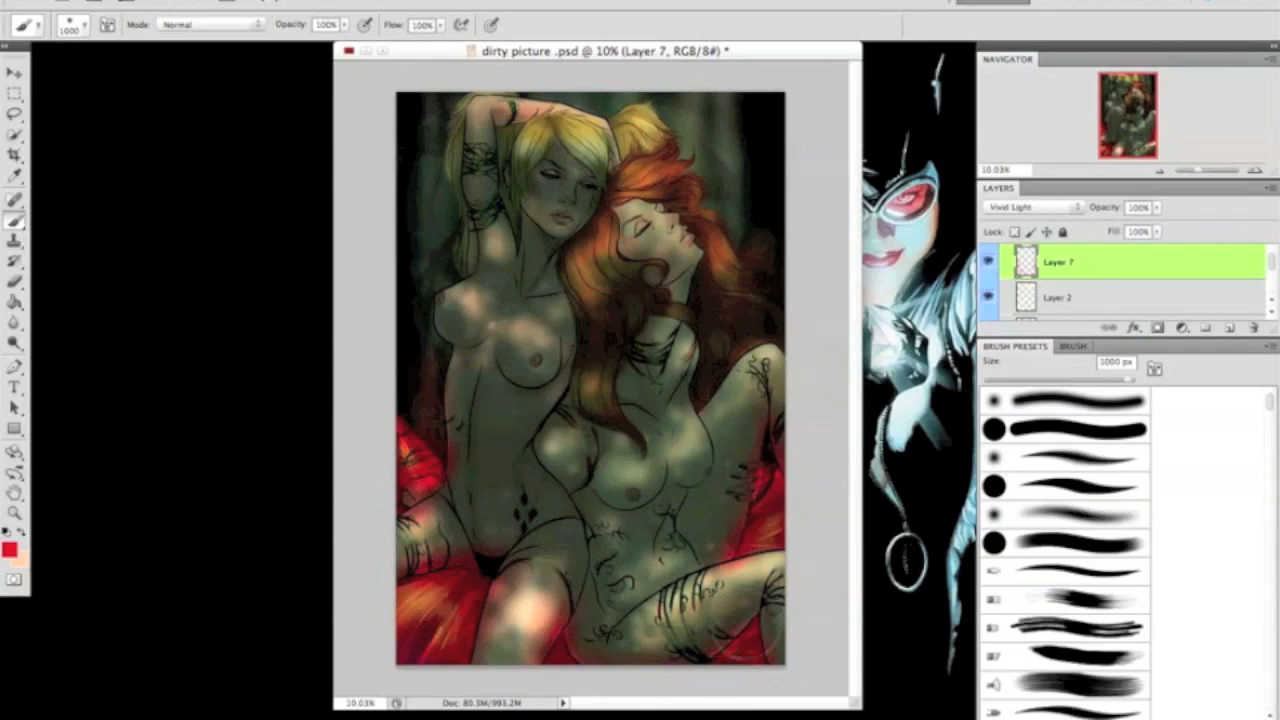 1000
Mode: Normal
Opacity: 100%
Flow: 100%
dirty picture .psd @ 10% (Layer 7, RGB/8#) *
NAVIGATOR
10.03%
LAYERS
Vivid Light
Opacity: 100%
Lock:
Fill: 100%
Layer 7
Layer 2
BRUSH PRESETS
BRUSH
Size:
1000 px
10.03%
Doc: 80.3M/993.2M